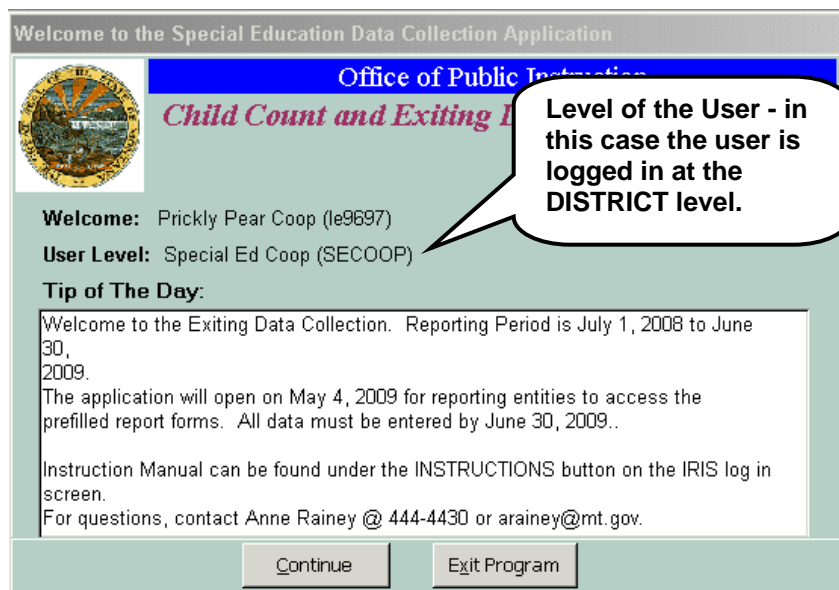 Welcome to the Special Education Data Collection Application
Office of Public Instruction
Child Count and Exiting
Level of the User - in
this case the user is
logged in at the
DISTRICT level.
Welcome: Prickly Pear Coop (le9697)
User Level: Special Ed Coop (SECOOP)
Tip of The Day:
Welcome to the Exiting Data Collection. Reporting Period is July 1, 2008 to June
30,
2009.
The application will open on May 4, 2009 for reporting entities to access the
prefilled report forms. All data must be entered by June 30, 2009..
Instruction Manual can be found under the INSTRUCTIONS button on the IRIS log in
screen.
For questions, contact Anne Rainey @ 444-4430 or arainey@mt.gov.
Continue
Exit Program